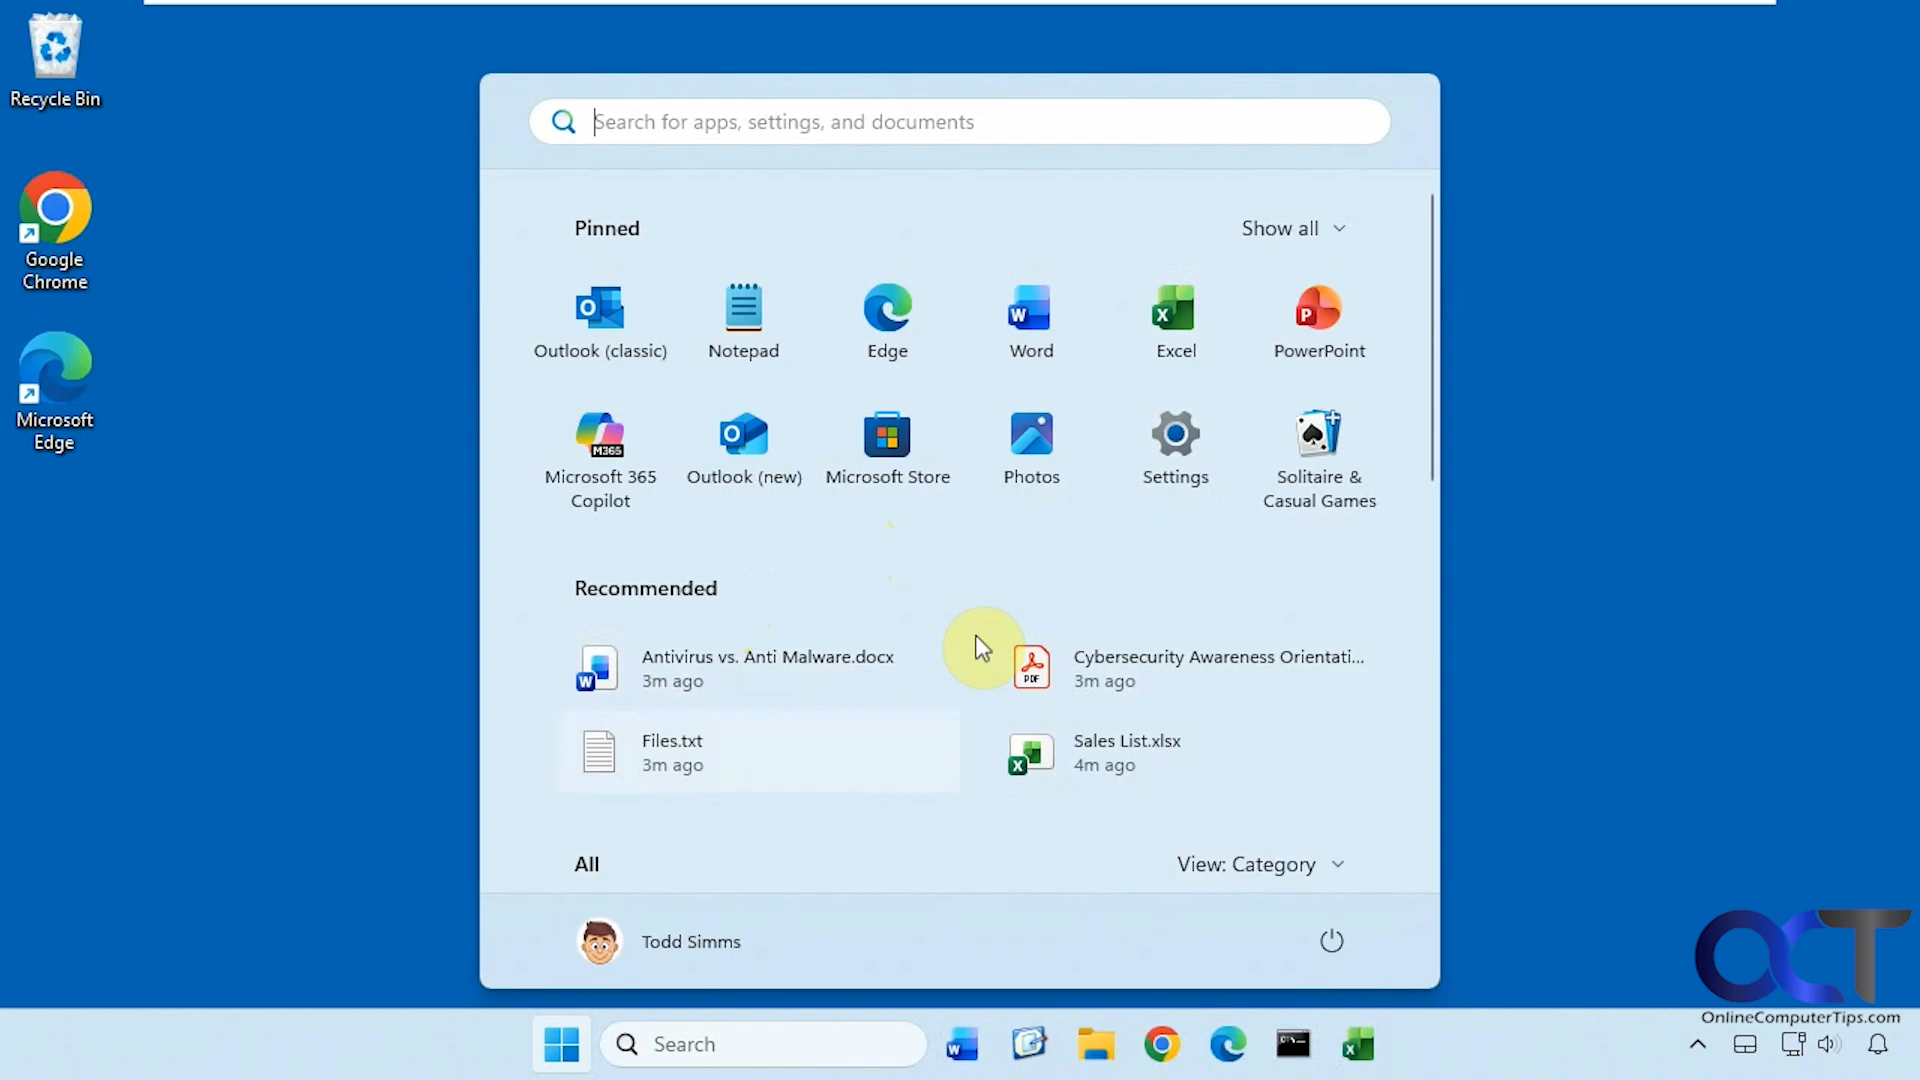 Recycle Bin
Google
Chrome
Microsoft
Edge
Search for apps, settings, and documents
Pinned
Show all
Outlook (classic)
Notepad
Edge
Word
Excel
PowerPoint
Microsoft 365
Copilot
Outlook (new)
Microsoft Store
Photos
Settings
Solitaire &
Casual Games
M365
Recommended
Antivirus vs. Anti Malware.docx
3m ago
Cybersecurity Awareness Orientati...
3m ago
PDF
Files.txt
3m ago
Sales List.xlsx
4m ago
All
View: Category
Todd Simms
Search
OCT
OnlineComputerTips.com